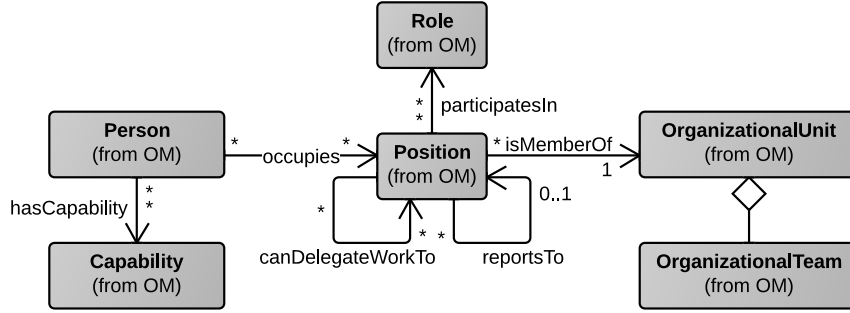 Role
(from OM)
*
*
participatesIn
Person
(from OM)
*
occupies
*
Position
(from OM)
*
isMemberOf
1
OrganizationalUnit
(from OM)
*
*
hasCapability
*
*
canDelegateWorkTo
*
0..1
reportsTo
Capability
(from OM)
OrganizationalTeam
(from OM)